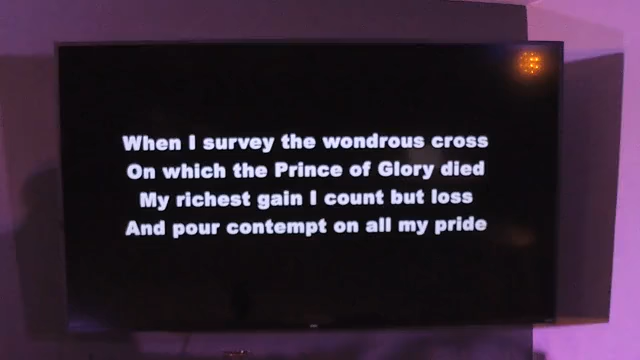 When I survey the wondrous cross
On which the Prince of Glory died
My richest gain I count but loss
And pour contempt on all my pride